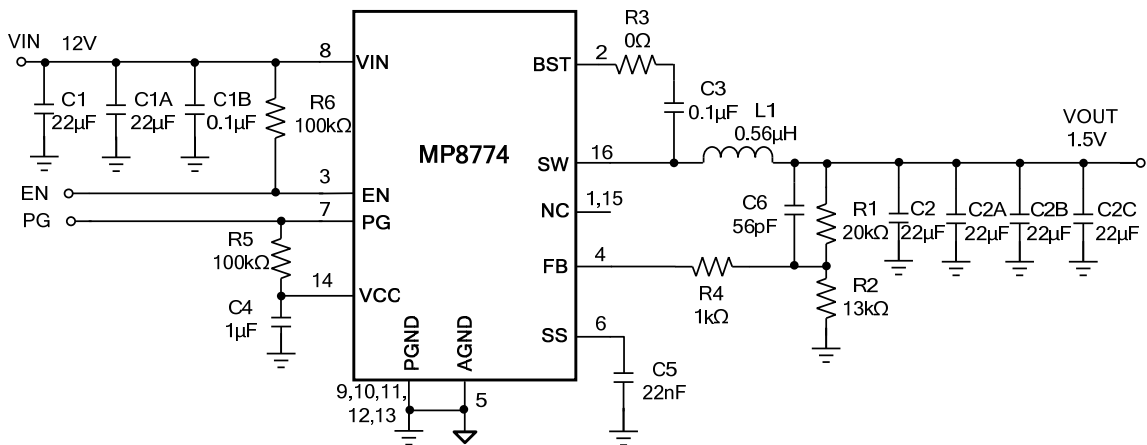 VIN 12V
C1
22µF
C1A
22µF
C1B
0.1µF
R6
100kΩ
EN
PG
R5
100kΩ
C4
1µF
8
3
7
14
VIN
EN
PG
VCC
MP8774
BST
SW
NC
FB
SS
PGND
AGND
9,10,11,
12,13
5
2
16
1,15
4
6
R3
0Ω
C3
0.1µF
L1
0.56µH
VOUT
1.5V
C6
56pF
R1
20kΩ
C2
22µF
C2A
22µF
C2B
22µF
C2C
22µF
R4
1kΩ
R2
13kΩ
C5
22nF